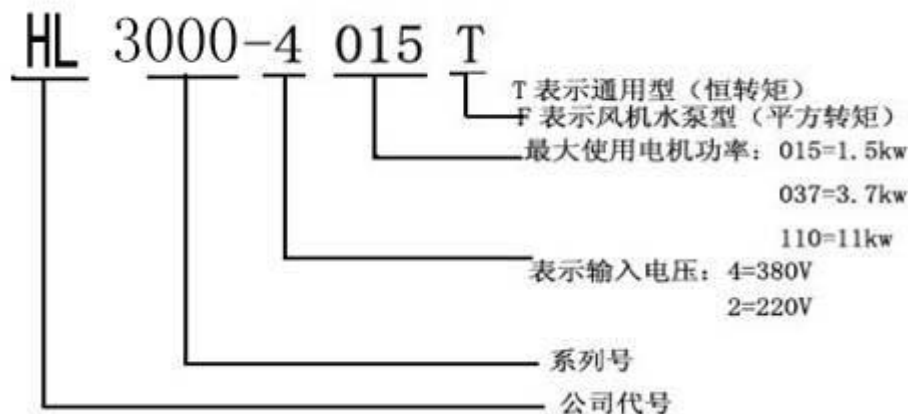 HL 3000-4 015 T
T 表示通用型（恒转矩）
F 表示风机水泵型（平方转矩）
最大使用电机功率：015=1.5kw
037=3.7kw
110=11kw
表示输入电压：4=380V
2=220V
系列号
公司代号